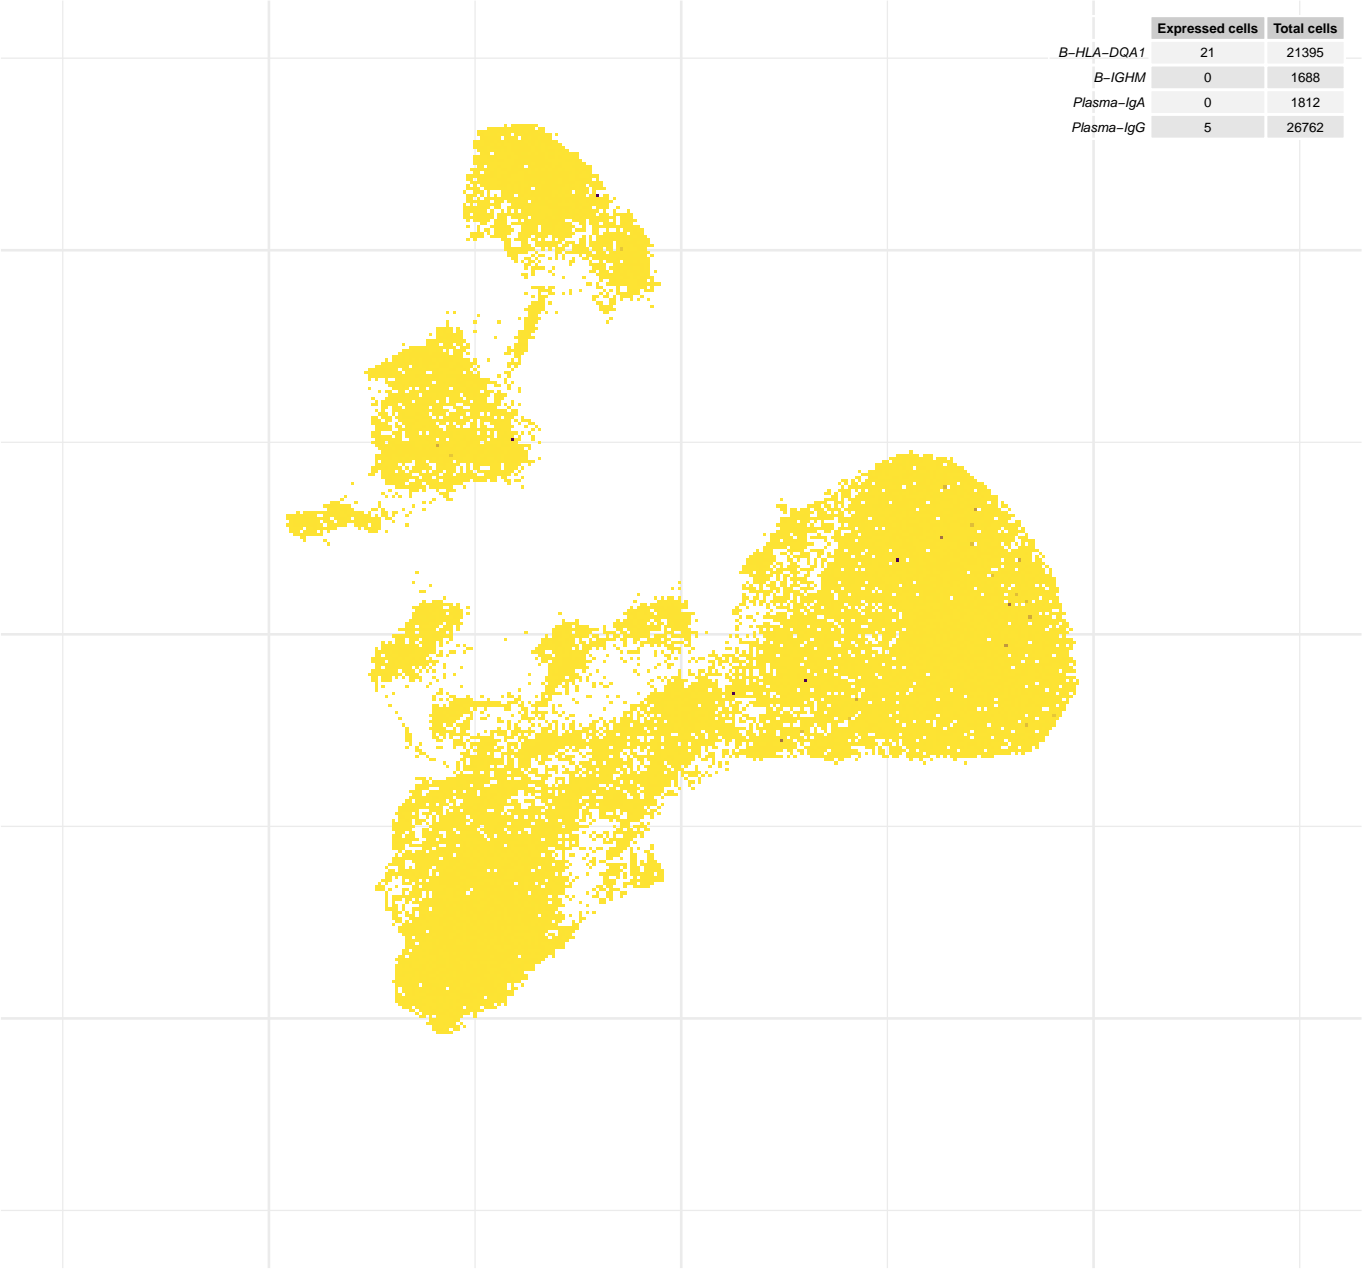 Expressed cells Total cells
B−HLA−DQA1 21 21395
B−IGHM 0 1688
Plasma−IgA 0 1812
Plasma−IgG 5 26762